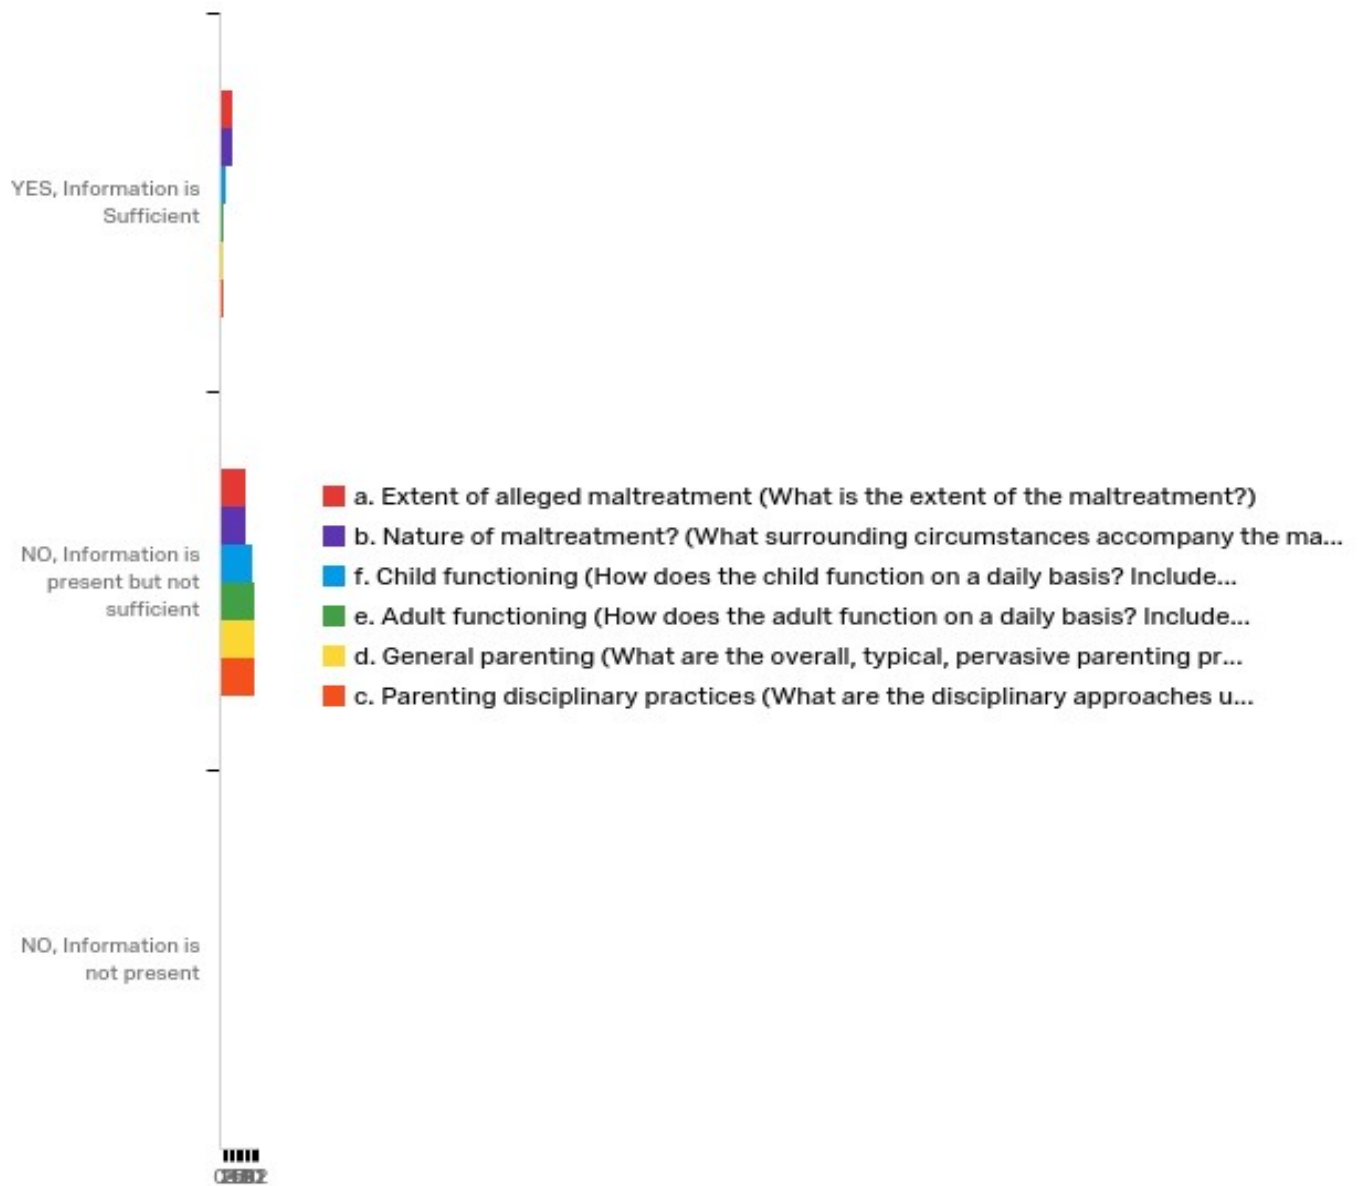 YES, Information is
Sufficient
NO, Information is
present but not
sufficient
a. Extent of alleged maltreatment (What is the extent of the maltreatment?)
b. Nature of maltreatment? (What surrounding circumstances accompany the ma...
f. Child functioning (How does the child function on a daily basis? Include...
e. Adult functioning (How does the adult function on a daily basis? Include...
d. General parenting (What are the overall, typical, pervasive parenting pr...
c. Parenting disciplinary practices (What are the disciplinary approaches u...
NO, Information is
not present